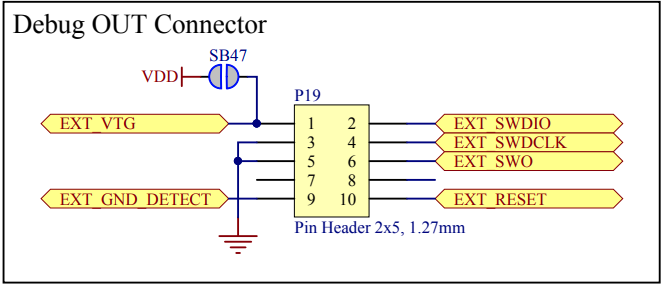 Debug OUT Connector
SB47
VDD
P19
EXT_VTG 1 2 EXT_SWDIO
3 4 EXT_SWDCLK
5 6 EXT_SWO
7 8
EXT_GND_DETECT 9 10 EXT_RESET
Pin Header 2x5, 1.27mm